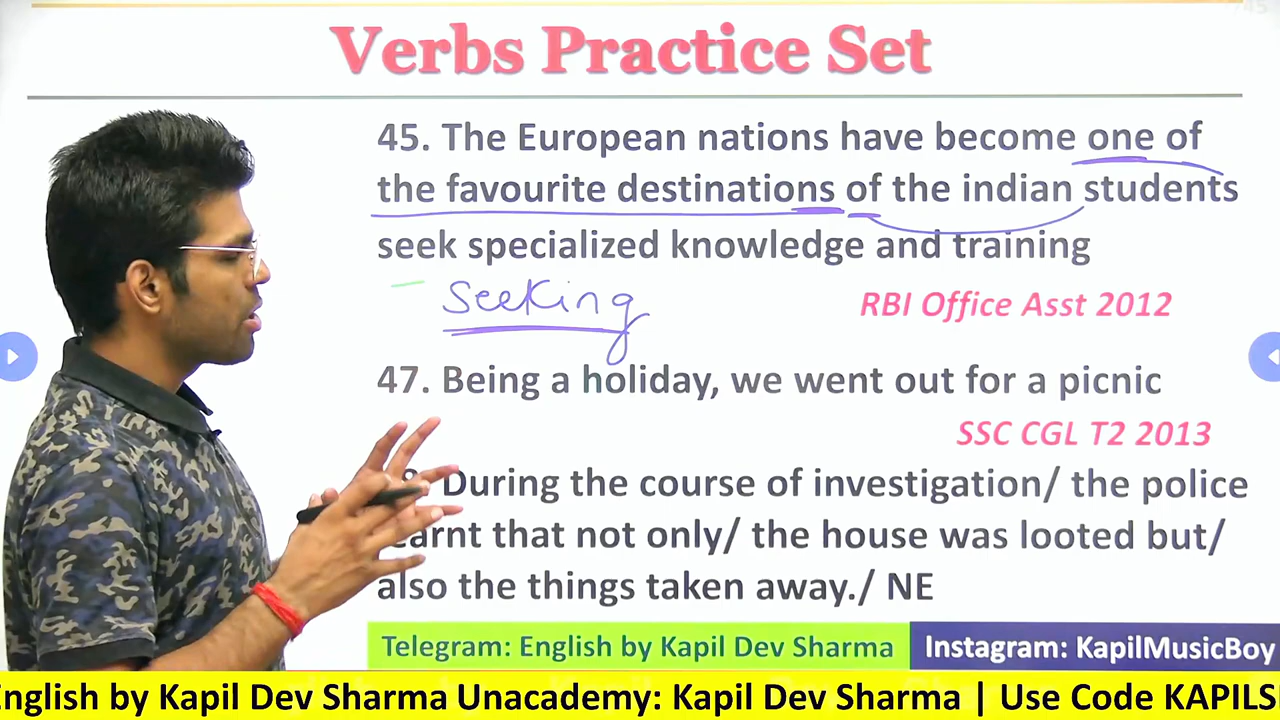 Verbs Practice Set
45. The European nations have become one of
the favourite destinations of the indian students
seek specialized knowledge and training
Seeking
RBI Office Asst 2012
47. Being a holiday, we went out for a picnic
SSC CGL T2 2013
During the course of investigation/ the police
learnt that not only/ the house was looted but/
also the things taken away./ NE
Telegram: English by Kapil Dev Sharma
Instagram: KapilMusicBoy
English by Kapil Dev Sharma Unacademy: Kapil Dev Sharma | Use Code KAPILS